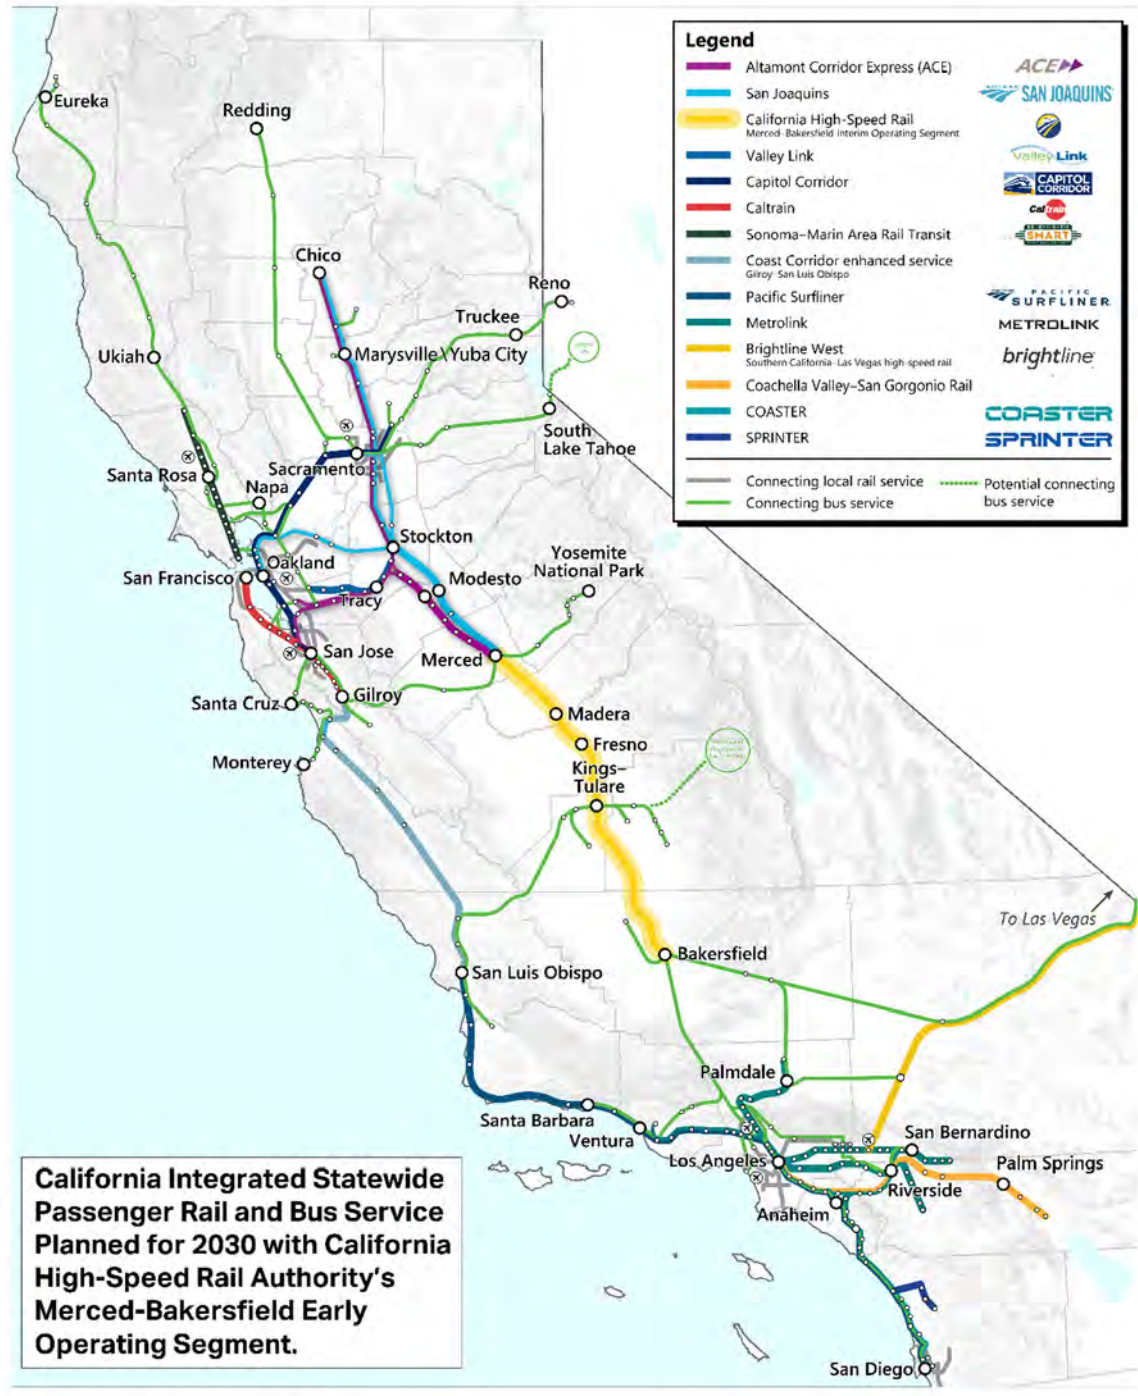 Legend
Altamont Corridor Express (ACE)
ACE
San Joaquins
SAN JOAQUINS
California High-Speed Rail
Merced-Bakersfield Interim Operating Segment
Valley Link
Valley Link
Capitol Corridor
CAPITOL
CORRIDOR
Caltrain
Caltrain
Sonoma–Marin Area Rail Transit
SMART
Coast Corridor enhanced service
Gilroy-San Luis Obispo
Pacific Surfliner
PACIFIC
SURFLINER
Metrolink
METROLINK
Brightline West
Southern California-Las Vegas high-speed rail
brightline
Coachella Valley–San Gorgonio Rail
COASTER
COASTER
SPRINTER
SPRINTER
Connecting local rail service
Connecting bus service
Potential connecting
bus service
Eureka
Redding
Chico
Reno
Truckee
Ukiah
Marysville\Yuba City
South
Lake Tahoe
Sacramento
Santa Rosa
Napa
Stockton
Yosemite
National Park
San Francisco
Oakland
Modesto
Tracy
Merced
San Jose
Gilroy
Santa Cruz
Madera
Fresno
Monterey
Kings–
Tulare
To Las Vegas
Bakersfield
San Luis Obispo
Palmdale
Santa Barbara
Ventura
San Bernardino
Los Angeles
Palm Springs
Riverside
Anaheim
San Diego
California Integrated Statewide
Passenger Rail and Bus Service
Planned for 2030 with California
High-Speed Rail Authority's
Merced-Bakersfield Early
Operating Segment.